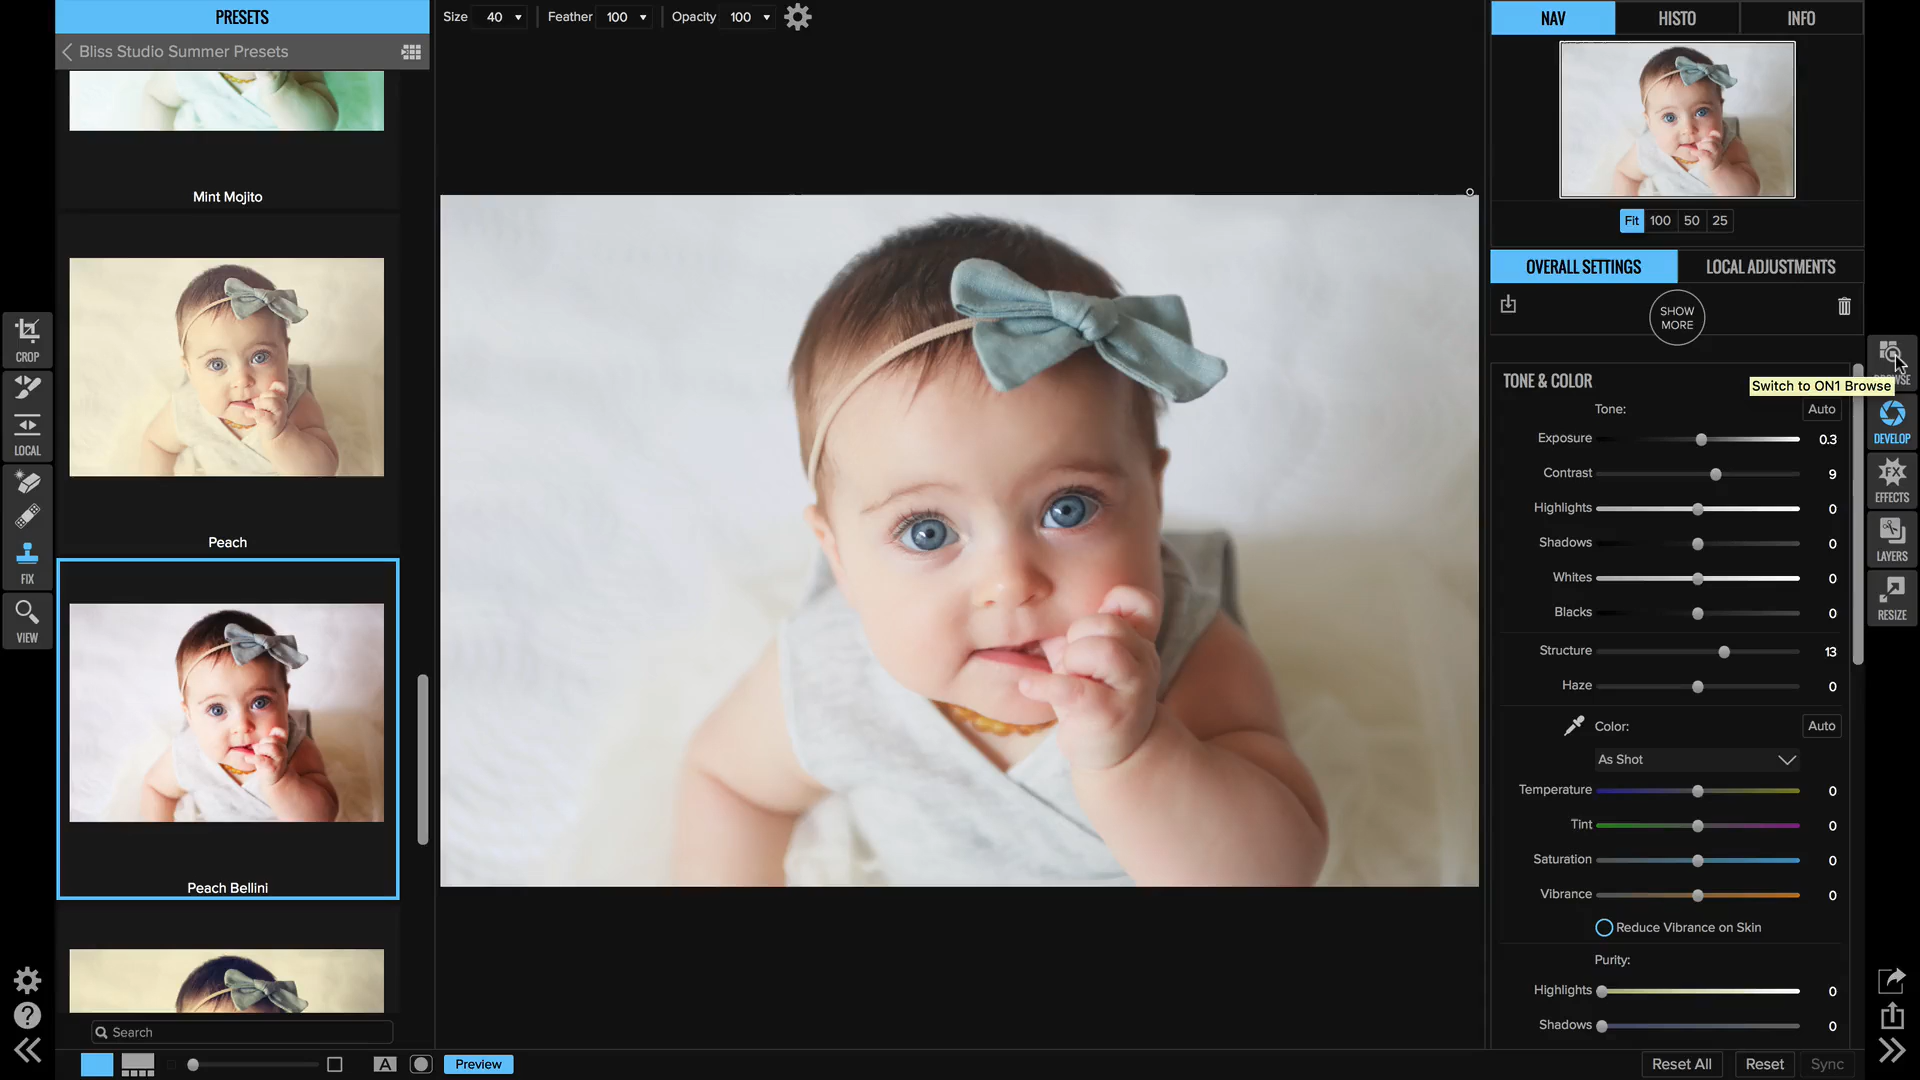 PRESETS
Bliss Studio Summer Presets
Mint Mojito
Peach
Peach Bellini
Search
Size 40
Feather 100
Opacity 100
NAV
HISTO
INFO
Fit 100 50 25
OVERALL SETTINGS
LOCAL ADJUSTMENTS
SHOW
MORE
TONE & COLOR
Switch to ON1 Browse
Tone: Auto
Exposure 0.3
Contrast 9
Highlights 0
Shadows 0
Whites 0
Blacks 0
Structure 13
Haze 0
Color: Auto
As Shot
Temperature 0
Tint 0
Saturation 0
Vibrance 0
Reduce Vibrance on Skin
Purity:
Highlights 0
Shadows 0
CROP
LOCAL
FIX
VIEW
DEVELOP
FX
EFFECTS
LAYERS
RESIZE
A
Preview
Reset All
Reset
Sync